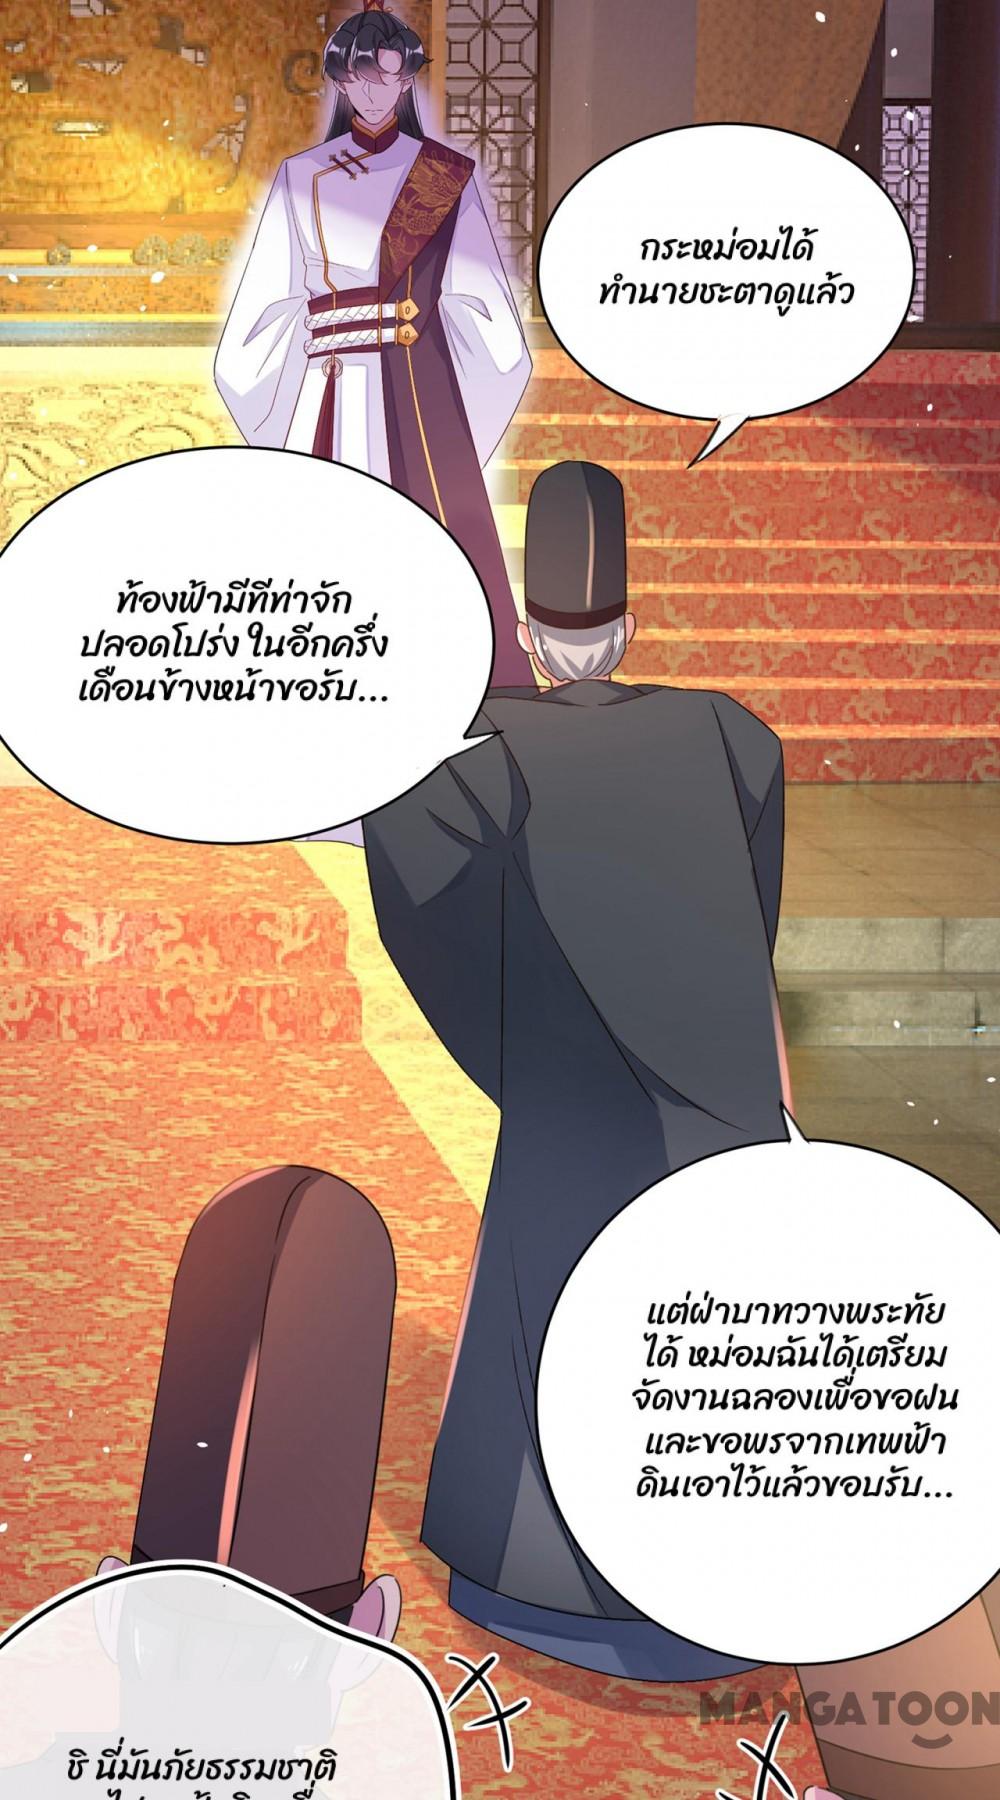 กระหม่อมได้
ทำนายชะตาดูแล้ว
ท้องฟ้ามีทีท่าจัก
ปลอดโปร่ง ในอีกครึ่ง
เดือนข้างหน้าขอรับ...
แต่ฝ่าบาทวางพระทัย
ได้ หม่อมฉันได้เตรียม
จัดงานฉลองเพื่อขอฝน
และขอพรจากเทพฟ้า
ดินเอาไว้แล้วขอบรับ...
MANGATOON
ชิ นี่มันภัยธรรมชาติ